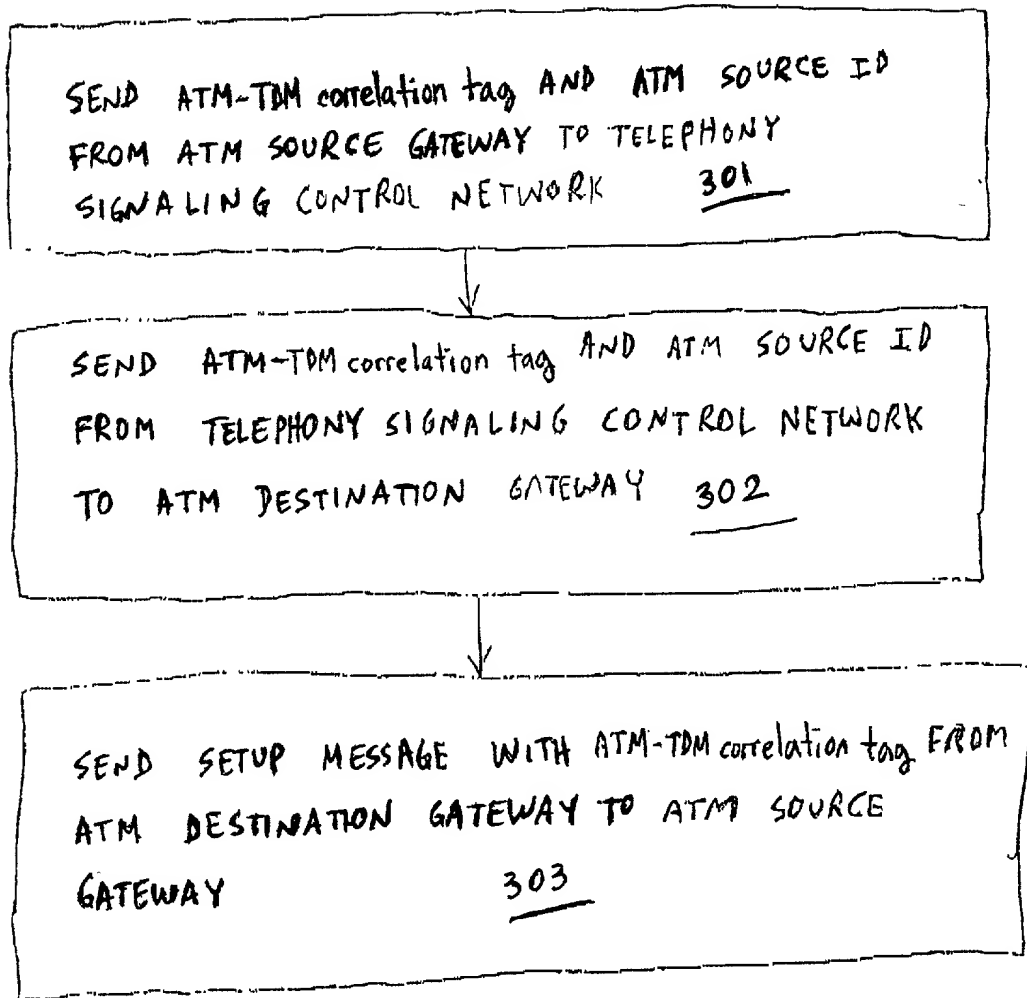 SEND ATM-TDM correlation tag AND ATM SOURCE ID
FROM ATM SOURCE GATEWAY TO TELEPHONY
SIGNALING CONTROL NETWORK 301
SEND ATM-TDM correlation tag AND ATM SOURCE ID
FROM TELEPHONY SIGNALING CONTROL NETWORK
TO ATM DESTINATION GATEWAY 302
SEND SETUP MESSAGE WITH ATM-TDM correlation tag FROM
ATM DESTINATION GATEWAY TO ATM SOURCE
GATEWAY 303